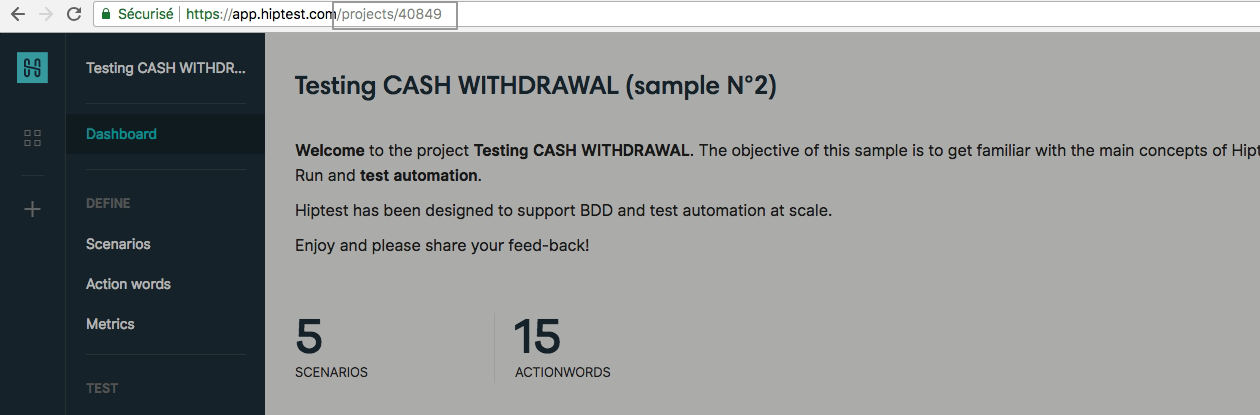 Sécurisé https://app.hiptest.com/projects/40849
Testing CASH WITHDR...
Dashboard
DEFINE
Scenarios
Action words
Metrics
TEST
Testing CASH WITHDRAWAL (sample N°2)
Welcome to the project Testing CASH WITHDRAWAL. The objective of this sample is to get familiar with the main concepts of Hipt
Run and test automation.
Hiptest has been designed to support BDD and test automation at scale.
Enjoy and please share your feed-back!
5
SCENARIOS
15
ACTIONWORDS